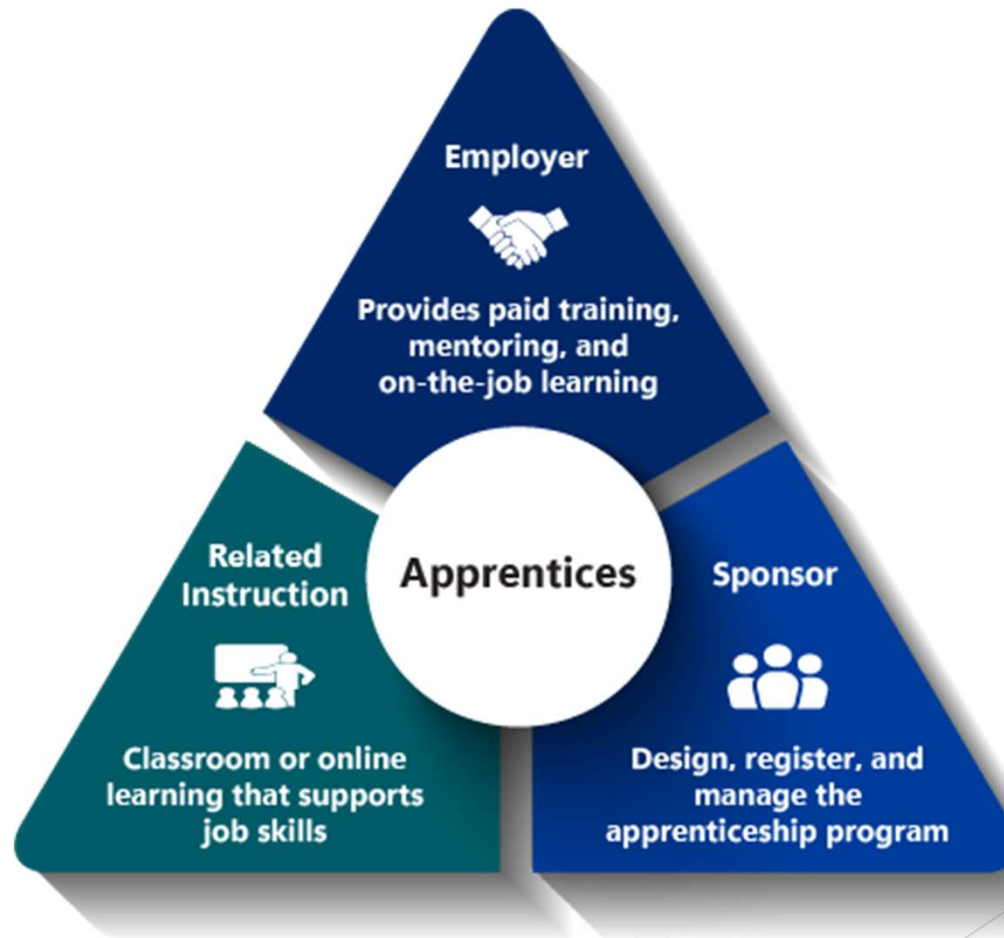 Employer
Provides paid training,
mentoring, and
on-the-job learning
Apprentices
Related
Instruction
Classroom or online
learning that supports
job skills
Sponsor
Design, register, and
manage the
apprenticeship program